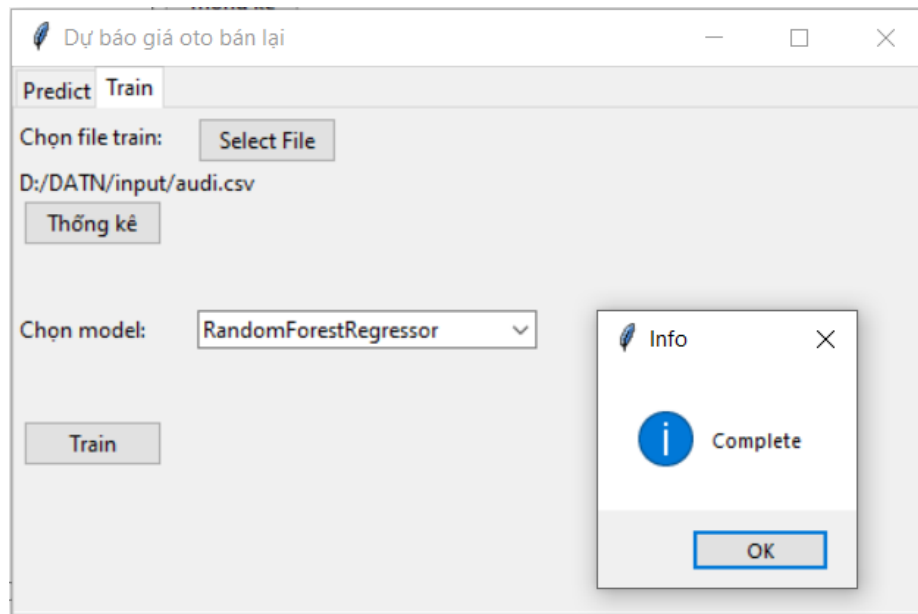 Dự báo giá oto bán lại
Predict Train
Chọn file train: Select File
D:/DATN/input/audi.csv
Thống kê
Chọn model: RandomForestRegressor
Train
Info
Complete
OK